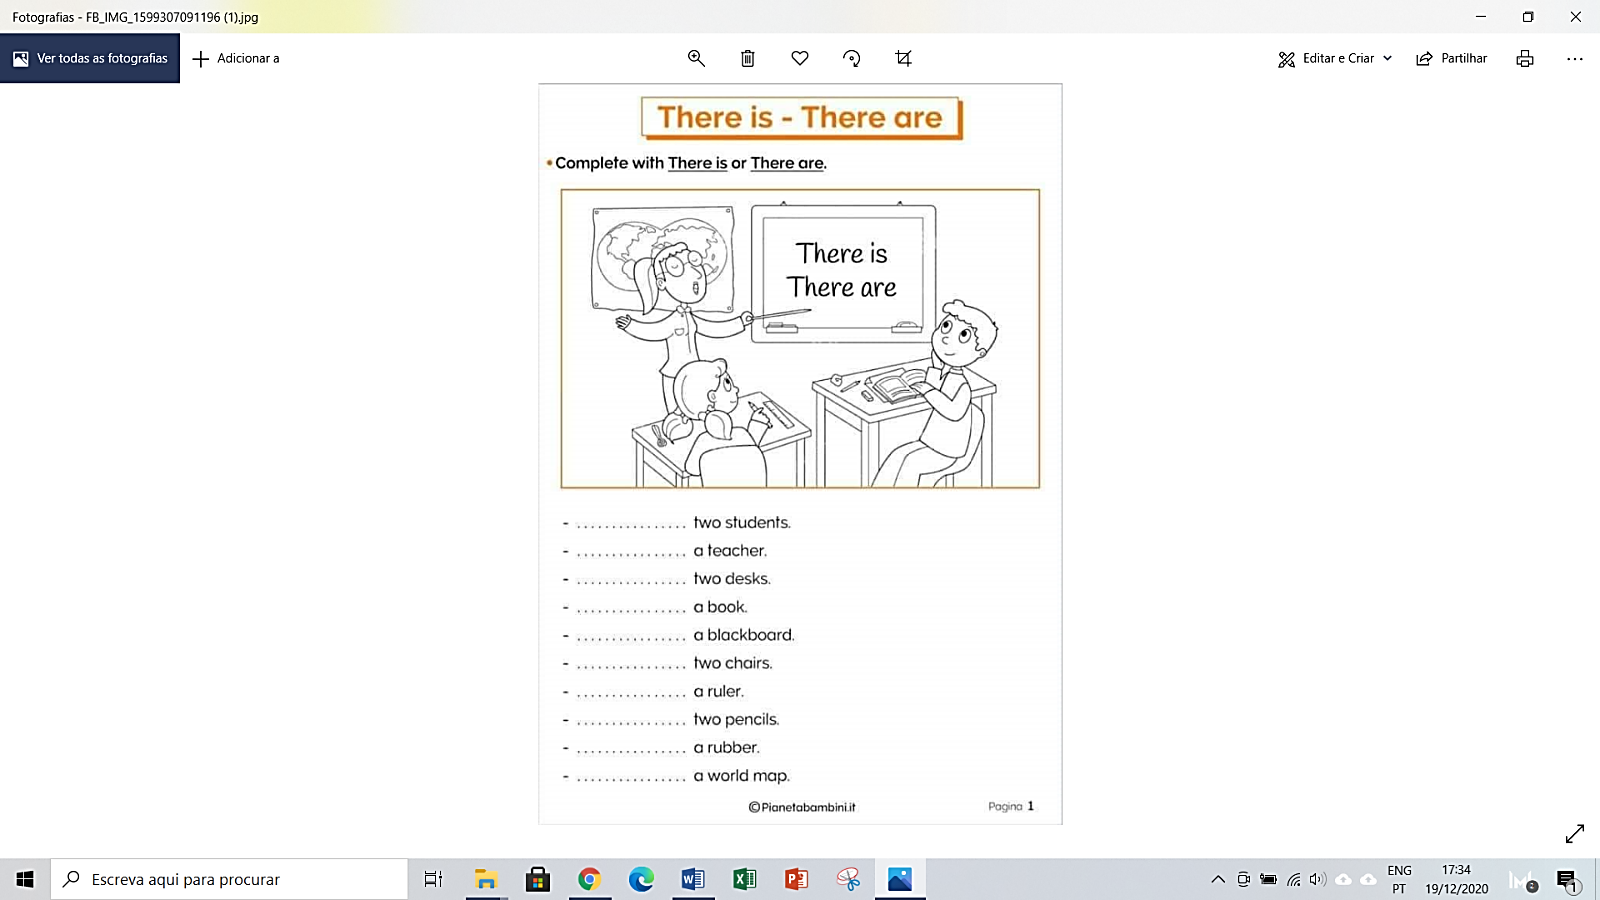 Fotografias - FB_IMG_1599307091196 (1).jpg
Ver todas as fotografias
Adicionar a
Editar e Criar
Partilhar
There is - There are
Complete with There is or There are.
There is
There are
- ................ two students.
- ................ a teacher.
- ................ two desks.
- ................ a book.
- ................ a blackboard.
- ................ two chairs.
- ................ a ruler.
- ................ two pencils.
- ................ a rubber.
- ................ a world map.
©Pianetabambini.it
Pagina 1
Escreva aqui para procurar
ENG
PT
17:34
19/12/2020
1